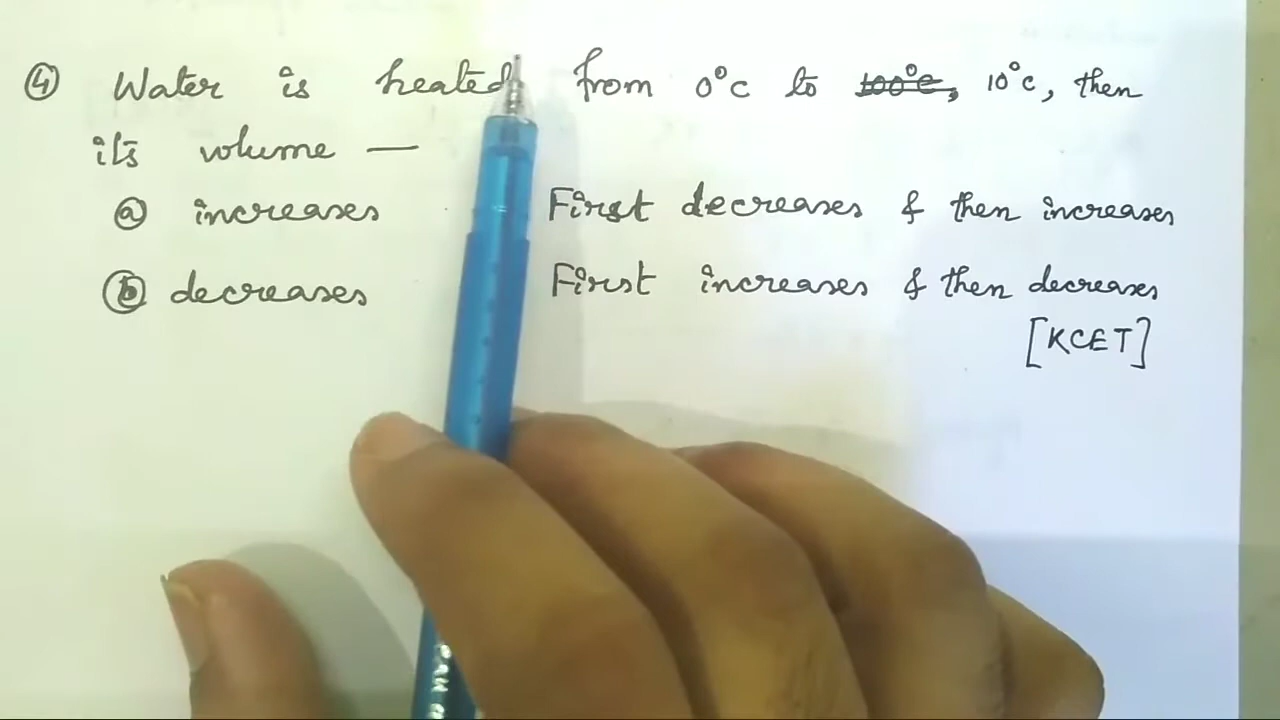 ④ Water is heated from 0°C to 100°C, 10°C, then
its volume —
ⓐ increases First decreases & then increases
ⓑ decreases First increases & then decreases
[KCET]